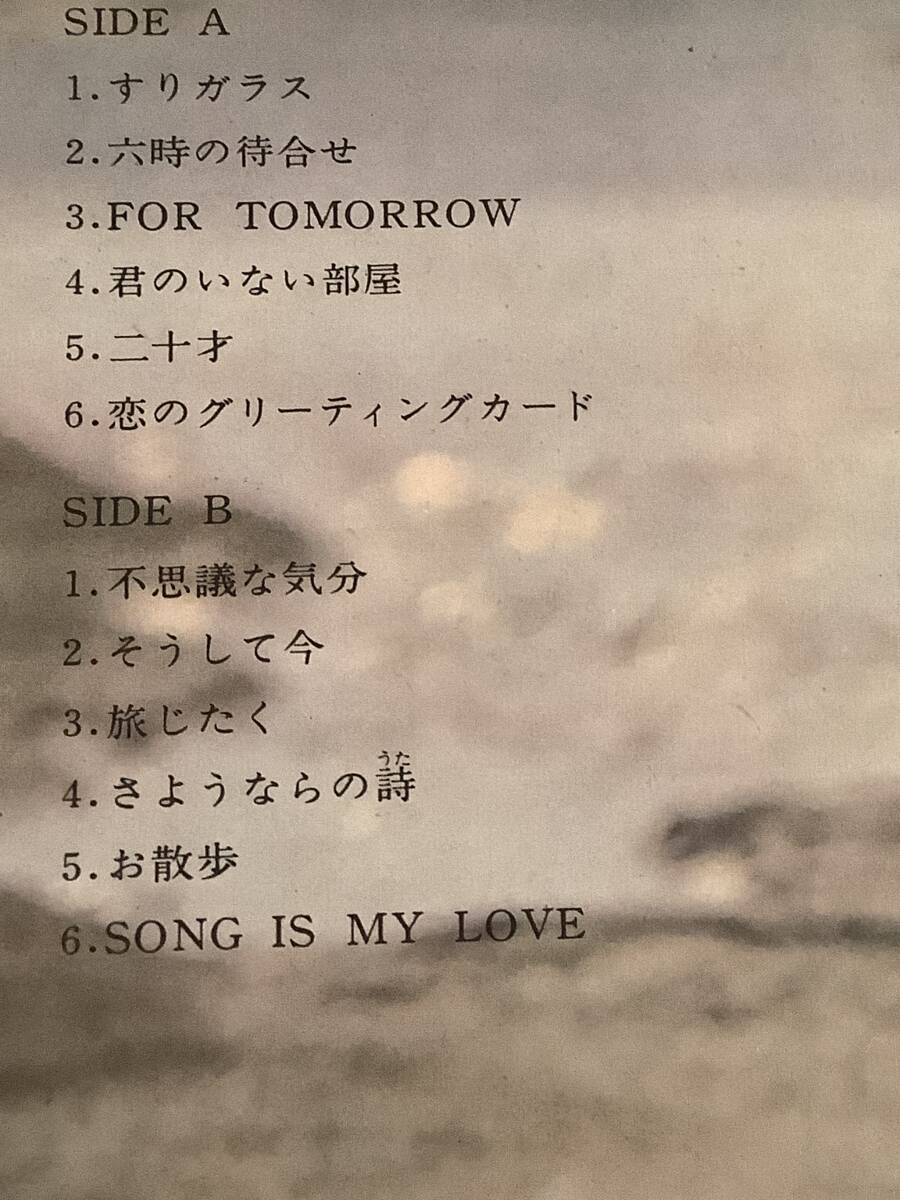 SIDE A
1.すりガラス
2.六時の待合せ
3.FOR TOMORROW
4.君のいない部屋
5.二十才
6.恋のグリーティングカード
SIDE B
1.不思議な気分
2.そうして今
3.旅じたく
うた
4.さようならの詩
5.お散歩
6.SONG IS MY LOVE